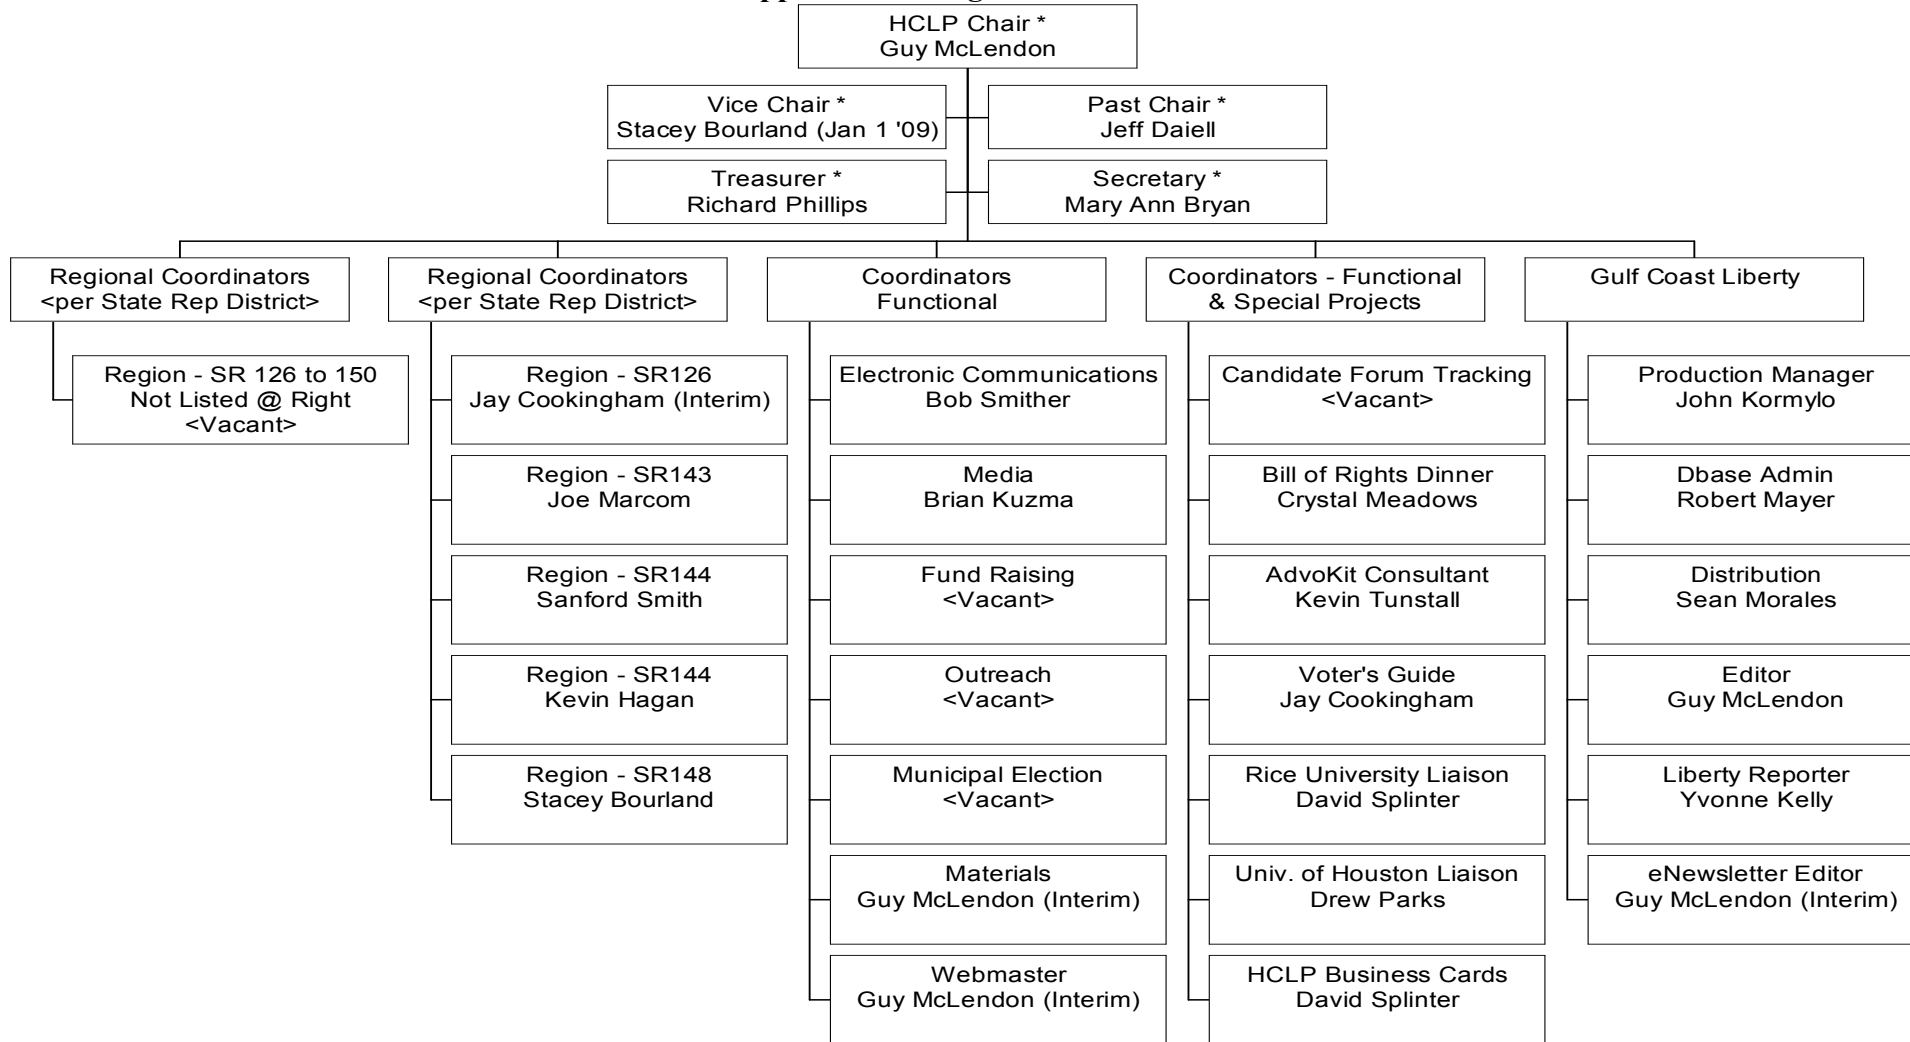 HCLP Chair *
Guy McLendon
Vice Chair *
Stacey Bourland (Jan 1 '09)
Past Chair *
Jeff Daiell
Treasurer *
Richard Phillips
Secretary *
Mary Ann Bryan
Regional Coordinators
<per State Rep District>
Region - SR 126 to 150
Not Listed @ Right
<Vacant>
Regional Coordinators
<per State Rep District>
Region - SR126
Jay Cookingham (Interim)
Region - SR143
Joe Marcom
Region - SR144
Sanford Smith
Region - SR144
Kevin Hagan
Region - SR148
Stacey Bourland
Coordinators
Functional
Electronic Communications
Bob Smither
Media
Brian Kuzma
Fund Raising
<Vacant>
Outreach
<Vacant>
Municipal Election
<Vacant>
Materials
Guy McLendon (Interim)
Webmaster
Guy McLendon (Interim)
Coordinators - Functional
& Special Projects
Candidate Forum Tracking
<Vacant>
Bill of Rights Dinner
Crystal Meadows
AdvoKit Consultant
Kevin Tunstall
Voter's Guide
Jay Cookingham
Rice University Liaison
David Splinter
Univ. of Houston Liaison
Drew Parks
HCLP Business Cards
David Splinter
Gulf Coast Liberty
Production Manager
John Kormylo
Dbase Admin
Robert Mayer
Distribution
Sean Morales
Editor
Guy McLendon
Liberty Reporter
Yvonne Kelly
eNewsletter Editor
Guy McLendon (Interim)